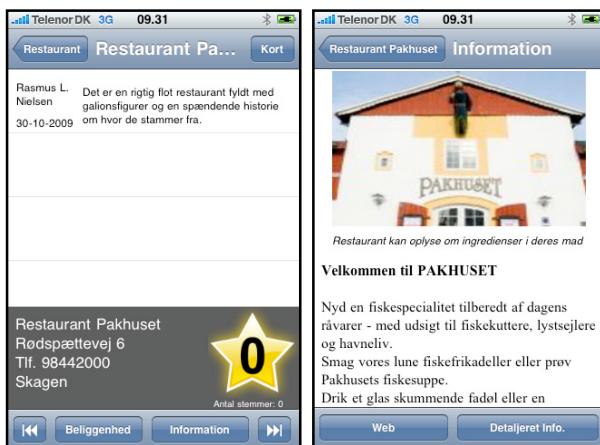 Telenor DK 3G 09.31
Restaurant Restaurant Pa... Kort
Rasmus L.
Nielsen
30-10-2009
Det er en rigtig flot restaurant fyldt med
galionsfigurer og en spændende historie
om hvor de stammer fra.
Restaurant Pakhuset
Rødspættevej 6
Tlf. 98442000
Skagen
0
Antal stemmer: 0
Beliggenhed Information
Telenor DK 3G 09.31
Restaurant Pakhuset Information
PAKHUSET
Restaurant kan oplyse om ingredienser i deres mad
Velkommen til PAKHUSET
Nyd en fiskespecialitet tilberedt af dagens
råvarer - med udsigt til fiskekuttere, lystsejlere
og havneliv.
Smag vores lune fiskefrikadeller eller prøv
Pakhusets fiskesuppe.
Drik et glas skummende fadøl eller en
Web Detaljeret Info.